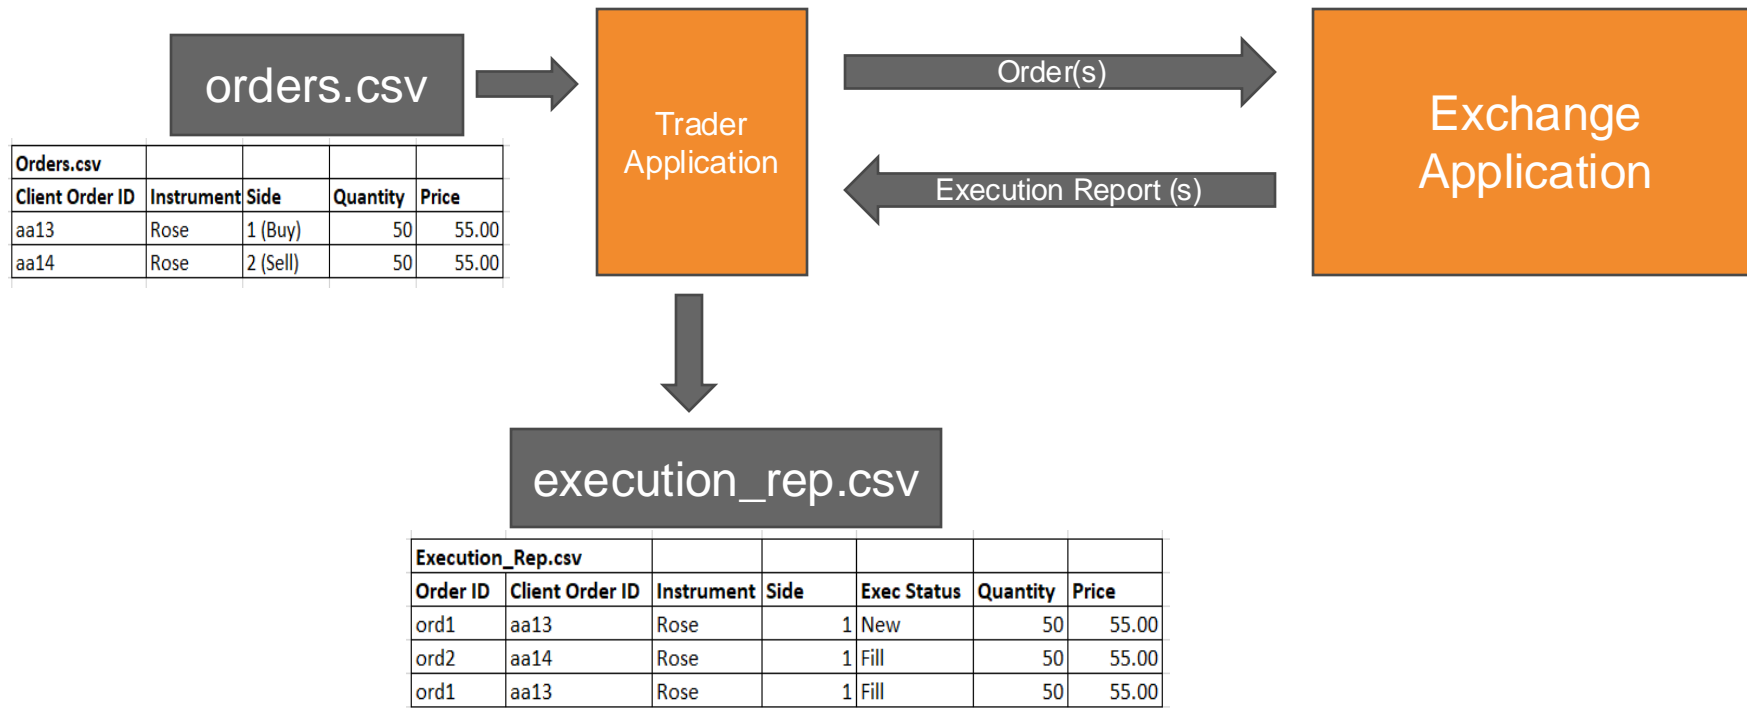 orders.csv
Orders.csv
Client Order ID Instrument Side Quantity Price
aa13 Rose 1 (Buy) 50 55.00
aa14 Rose 2 (Sell) 50 55.00
Trader
Application
Order(s)
Execution Report (s)
Exchange
Application
execution_rep.csv
Execution_Rep.csv
Order ID Client Order ID Instrument Side Exec Status Quantity Price
ord1 aa13 Rose 1 New 50 55.00
ord2 aa14 Rose 1 Fill 50 55.00
ord1 aa13 Rose 1 Fill 50 55.00